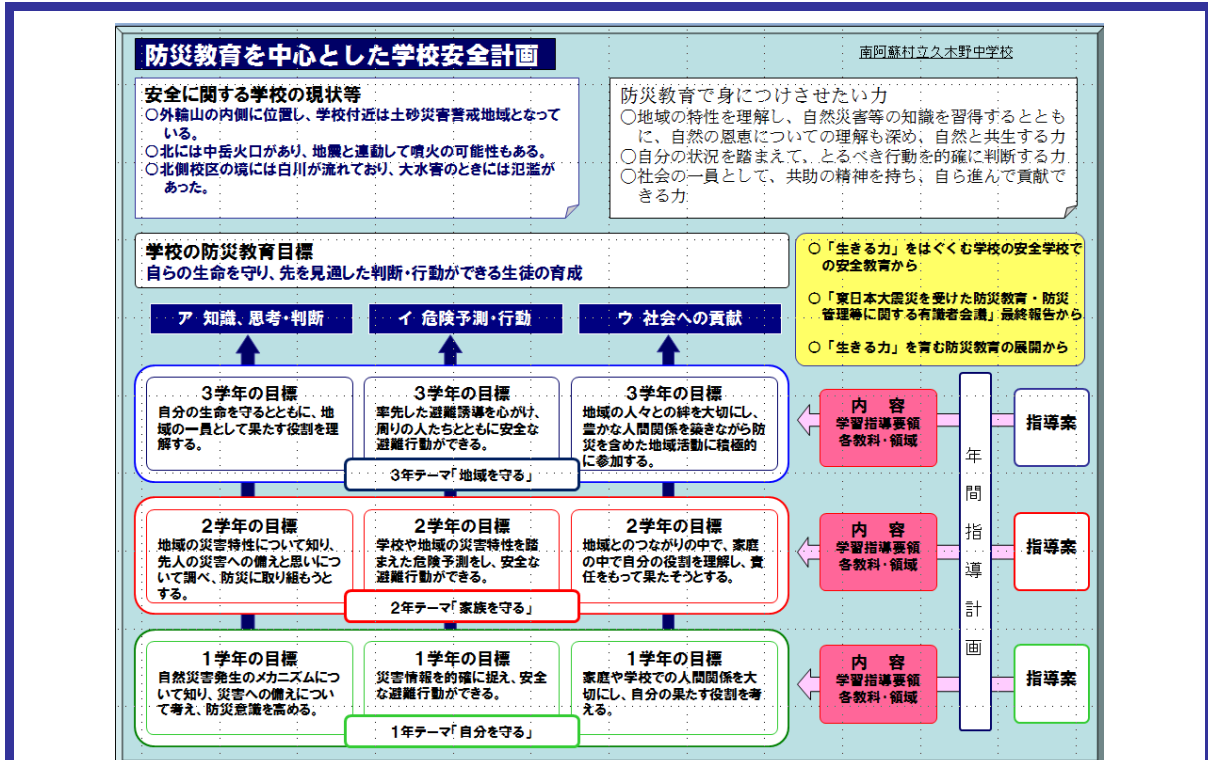 防災教育を中心とした学校安全計画
南阿蘇村立久木野中学校
安全に関する学校の現状等
○外輪山の内側に位置し、学校付近は土砂災害警戒地域となって
いる。
○北には中岳火口があり、地震と連動して噴火の可能性もある。
○北側校区の境には白川が流れており、大水害のときには氾濫が
あった。
防災教育で身につけさせたい力
○地域の特性を理解し、自然災害等の知識を習得するととも
に、自然の恩恵についての理解も深め、自然と共生する力
○自分の状況を踏まえて、とるべき行動を的確に判断する力
○社会の一員として、共助の精神を持ち、自ら進んで貢献で
きる力
学校の防災教育目標
自らの生命を守り、先を見通した判断・行動ができる生徒の育成
○「生きる力」をはぐくむ学校の安全学校で
の安全教育から
○「東日本大震災を受けた防災教育・防災
管理等に関する有識者会議」最終報告から
○「生きる力」を育む防災教育の展開から
ア 知識、思考・判断
イ 危険予測・行動
ウ 社会への貢献
3学年の目標
自分の生命を守るとともに、地
域の一員として果たす役割を理
解する。
3学年の目標
率先した避難誘導を心がけ、
周りの人たちとともに安全な
避難行動ができる。
3学年の目標
地域の人々との絆を大切にし、
豊かな人間関係を築きながら防
災を含めた地域活動に積極的
に参加する。
3年テーマ「地域を守る」
内 容
学習指導要領
各教科・領域
指導案
2学年の目標
地域の災害特性について知り、
先人の災害への備えと思いにつ
いて調べ、防災に取り組もうと
する。
2学年の目標
学校や地域の災害特性を踏
まえた危険予測をし、安全な
避難行動ができる。
2学年の目標
地域とのつながりの中で、家庭
の中で自分の役割を理解し、責
任をもって果たそうとする。
2年テーマ「家族を守る」
内 容
学習指導要領
各教科・領域
指導案
1学年の目標
自然災害発生のメカニズムにつ
いて知り、災害への備えについ
て考え、防災意識を高める。
1学年の目標
災害情報を的確に捉え、安全
な避難行動ができる。
1学年の目標
家庭や学校での人間関係を大
切にし、自分の果たす役割を考
える。
1年テーマ「自分を守る」
内 容
学習指導要領
各教科・領域
指導案
年間指導計画